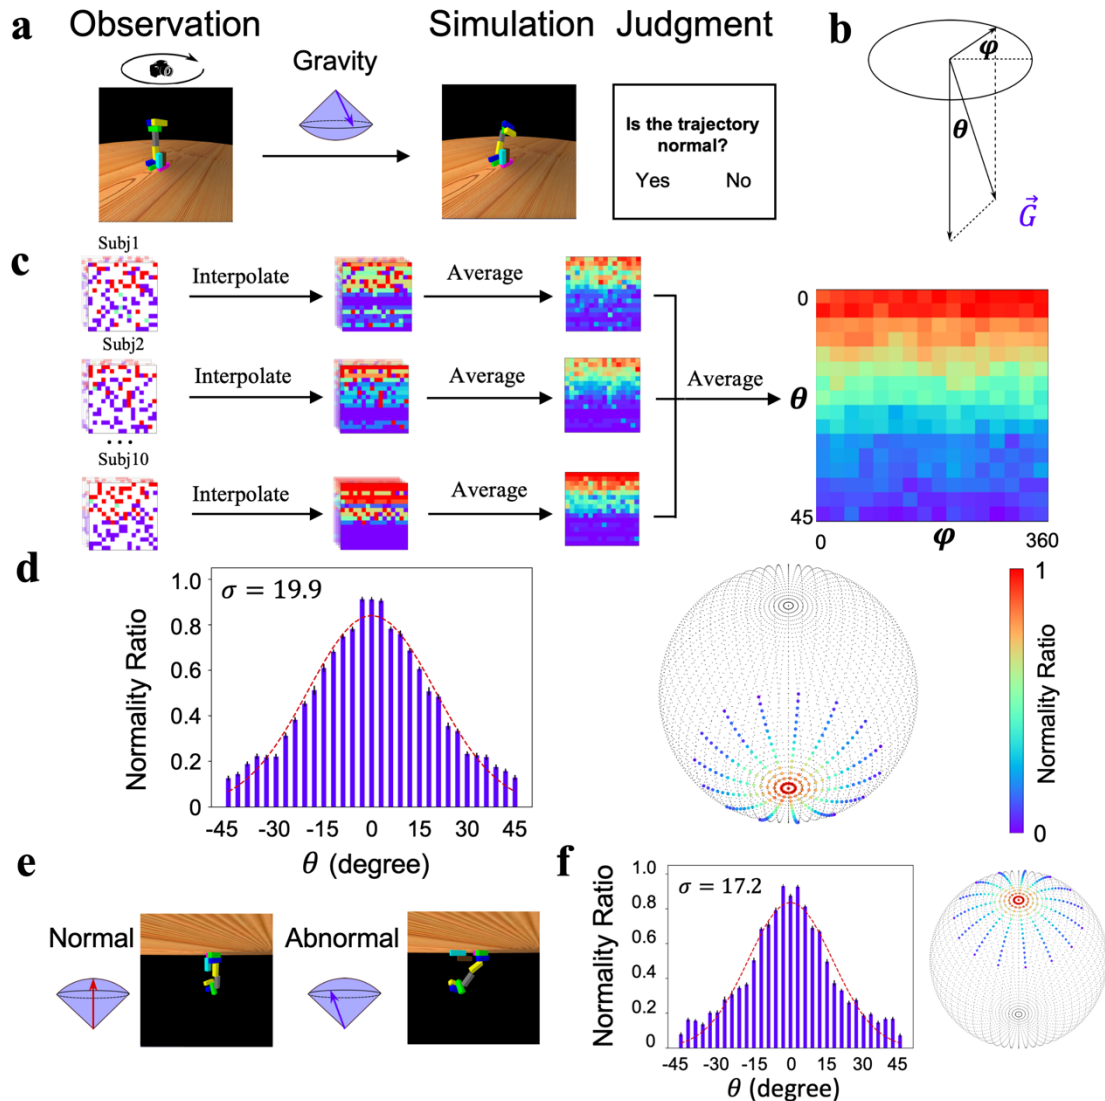 a
Observation
Simulation
Judgment
Gravity
Is the trajectory
normal?
Yes No
b
φ
θ
G⃗
c
Subj1
Interpolate
Average
Subj2
Interpolate
Average
...
Subj10
Interpolate
Average
Average
0
θ
45
0
φ
360
d
σ = 19.9
Normality Ratio
1.0
0.8
0.6
0.4
0.2
0
-45 -30 -15 0 15 30 45
θ (degree)
1
Normality Ratio
0
e
Normal
Abnormal
f
σ = 17.2
Normality Ratio
1.0
0.8
0.6
0.4
0.2
0
-45 -30 -15 0 15 30 45
θ (degree)